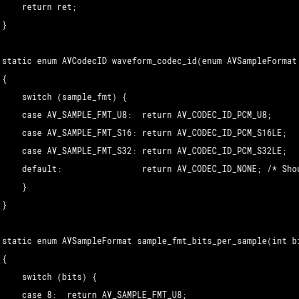 return ret;
}
static enum AVCodecID waveform_codec_id(enum AVSampleFormat
{
switch (sample_fmt) {
case AV_SAMPLE_FMT_U8: return AV_CODEC_ID_PCM_U8;
case AV_SAMPLE_FMT_S16: return AV_CODEC_ID_PCM_S16LE;
case AV_SAMPLE_FMT_S32: return AV_CODEC_ID_PCM_S32LE;
default: return AV_CODEC_ID_NONE; /* Shou
}
}
static enum AVSampleFormat sample_fmt_bits_per_sample(int bi
{
switch (bits) {
case 8: return AV_SAMPLE_FMT_U8;